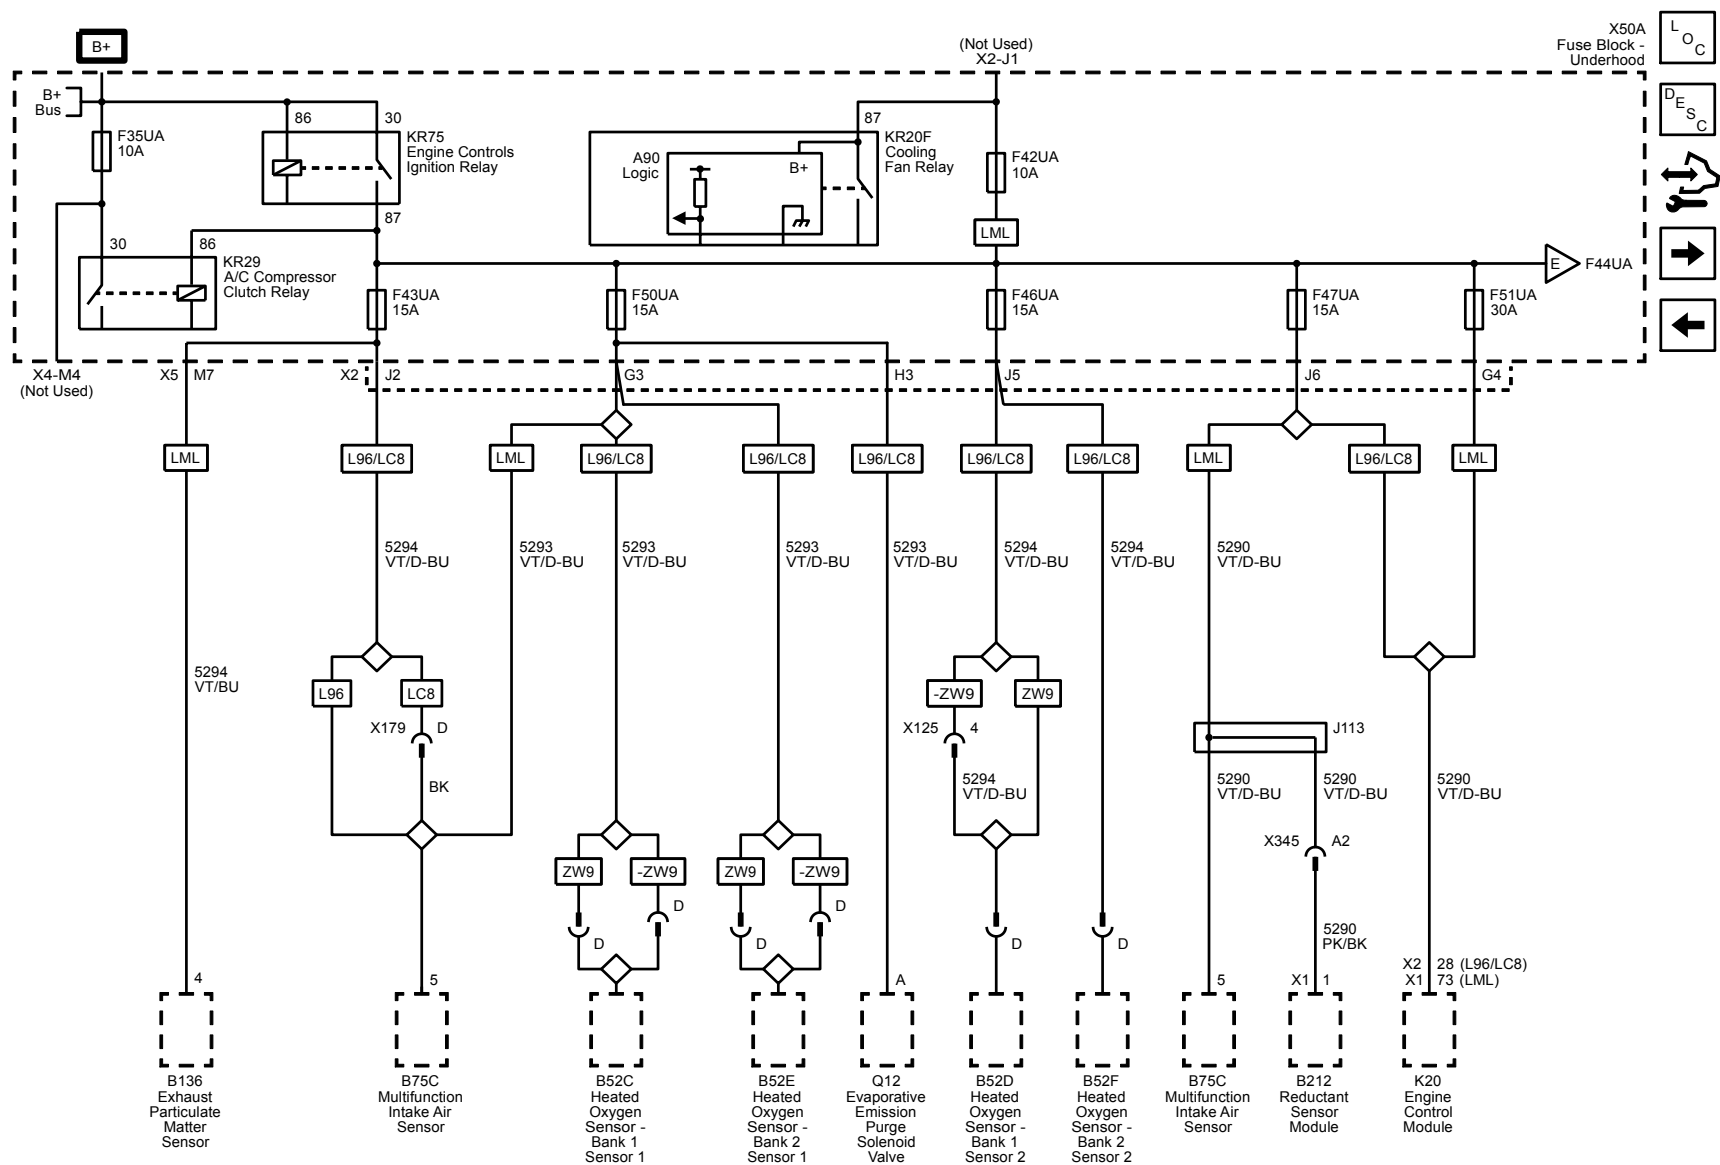 B+
(Not Used)
X2-J1
X50A
Fuse Block -
Underhood
L
O
C
D
E
S
C
B+
Bus
F35UA
10A
86
30
KR75
Engine Controls
Ignition Relay
87
A90
Logic
B+
87
KR20F
Cooling
Fan Relay
F42UA
10A
LML
30
86
KR29
A/C Compressor
Clutch Relay
F43UA
15A
F50UA
15A
F46UA
15A
F47UA
15A
F51UA
30A
E
F44UA
X4-M4
(Not Used)
X5
M7
X2
J2
G3
H3
J5
J6
G4
LML
L96/LC8
LML
L96/LC8
L96/LC8
L96/LC8
L96/LC8
L96/LC8
LML
L96/LC8
LML
5294
VT/D-BU
5293
VT/D-BU
5293
VT/D-BU
5293
VT/D-BU
5293
VT/D-BU
5294
VT/D-BU
5294
VT/D-BU
5290
VT/D-BU
5294
VT/BU
L96
LC8
X179
D
BK
-ZW9
ZW9
X125
4
5294
VT/D-BU
J113
5290
VT/D-BU
5290
VT/D-BU
5290
VT/D-BU
X345
A2
ZW9
-ZW9
D
D
ZW9
-ZW9
D
D
D
D
5290
PK/BK
X2
28
(L96/LC8)
X1
73
(LML)
4
5
A
5
X1
1
B136
Exhaust
Particulate
Matter
Sensor
B75C
Multifunction
Intake Air
Sensor
B52C
Heated
Oxygen
Sensor -
Bank 1
Sensor 1
B52E
Heated
Oxygen
Sensor -
Bank 2
Sensor 1
Q12
Evaporative
Emission
Purge
Solenoid
Valve
B52D
Heated
Oxygen
Sensor -
Bank 1
Sensor 2
B52F
Heated
Oxygen
Sensor -
Bank 2
Sensor 2
B75C
Multifunction
Intake Air
Sensor
B212
Reductant
Sensor
Module
K20
Engine
Control
Module